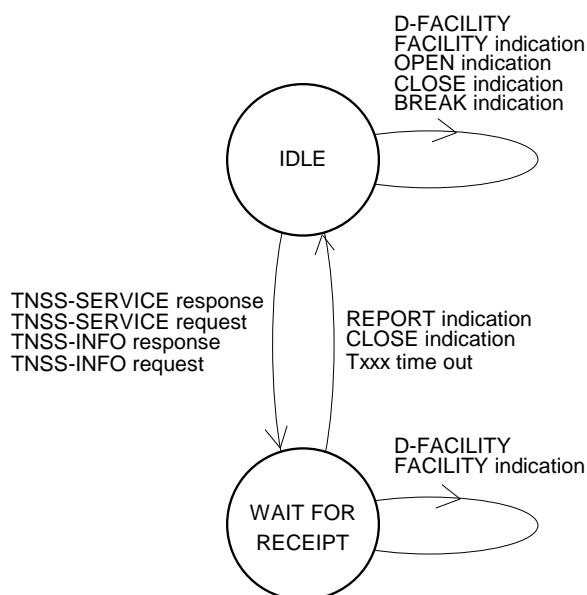 D-FACILITY
FACILITY indication
OPEN indication
CLOSE indication
BREAK indication
IDLE
TNSS-SERVICE response
TNSS-SERVICE request
TNSS-INFO response
TNSS-INFO request
REPORT indication
CLOSE indication
Txxx time out
D-FACILITY
FACILITY indication
WAIT FOR
RECEIPT